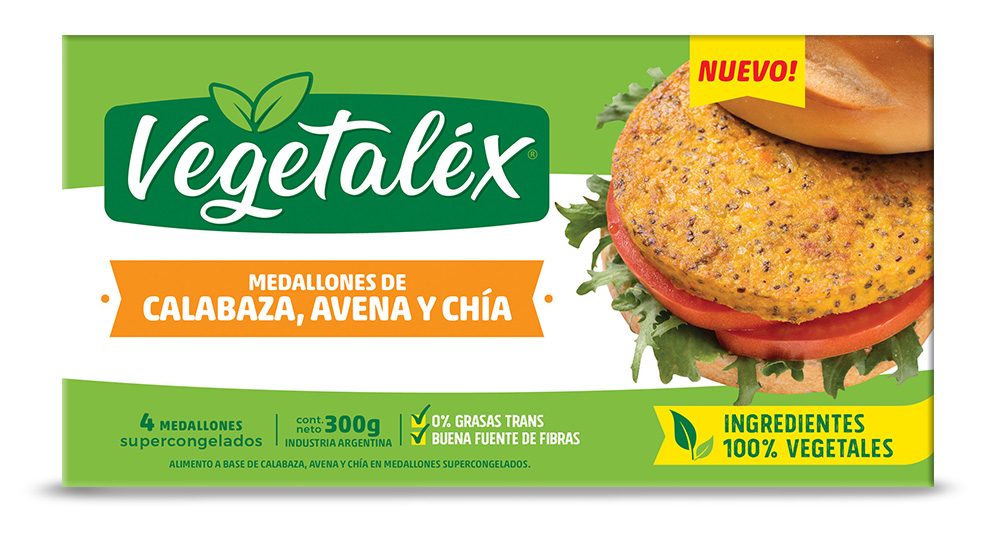 NUEVO!
Vegetaléx®
MEDALLONES DE
CALABAZA, AVENA Y CHÍA
4 MEDALLONES
supercongelados
cont. neto 300g
INDUSTRIA ARGENTINA
0% GRASAS TRANS
BUENA FUENTE DE FIBRAS
ALIMENTO A BASE DE CALABAZA, AVENA Y CHÍA EN MEDALLONES SUPERCONGELADOS.
INGREDIENTES
100% VEGETALES